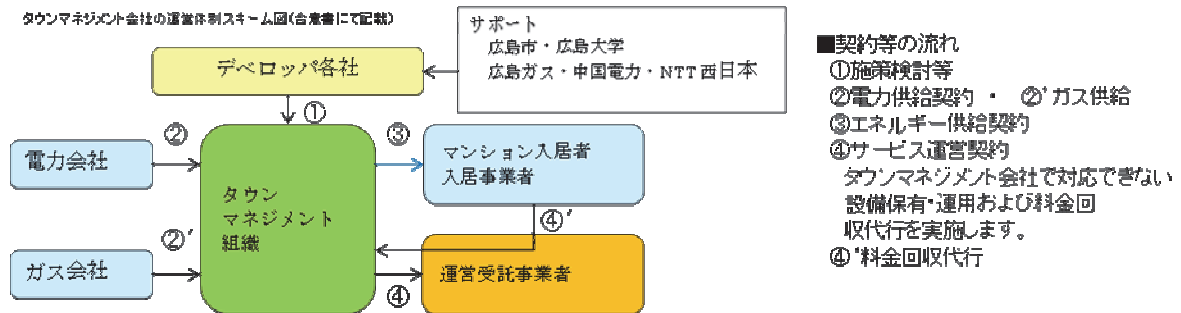 タウンマネジメント会社の運営体制スキーム図(合意書にて記載)
サポート
広島市・広島大学
広島ガス・中国電力・NTT西日本
デベロッパ各社
①
②
③
電力会社
タウン
マネジメント
組織
マンション入居者
入居事業者
②’
④’
ガス会社
④
運営受託事業者
■契約等の流れ
①施策検討等
②電力供給契約 ・ ②’ガス供給
③エネルギー供給契約
④サービス運営契約
タウンマネジメント会社で対応できない
設備保有・運用および料金回
収代行を実施します。
④’料金回収代行